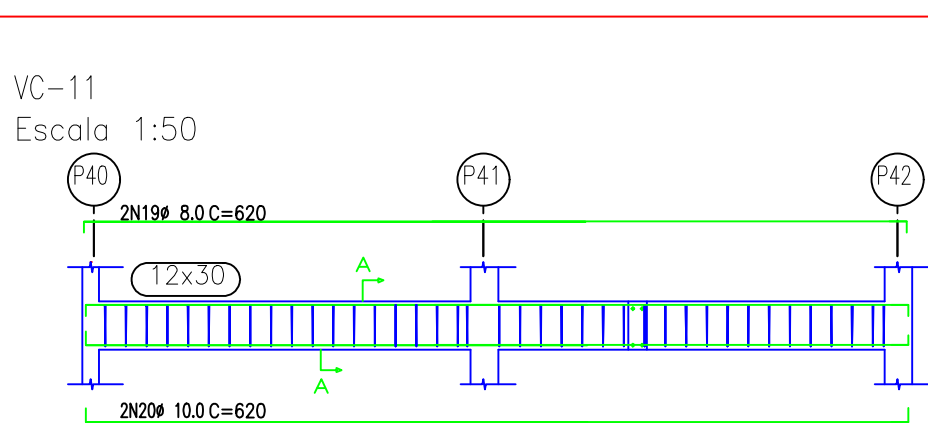 VC-11
Escala 1:50
P40 P41 P42
2N19ø 8.0 C=620
12x30
A
A
2N20ø 10.0 C=620